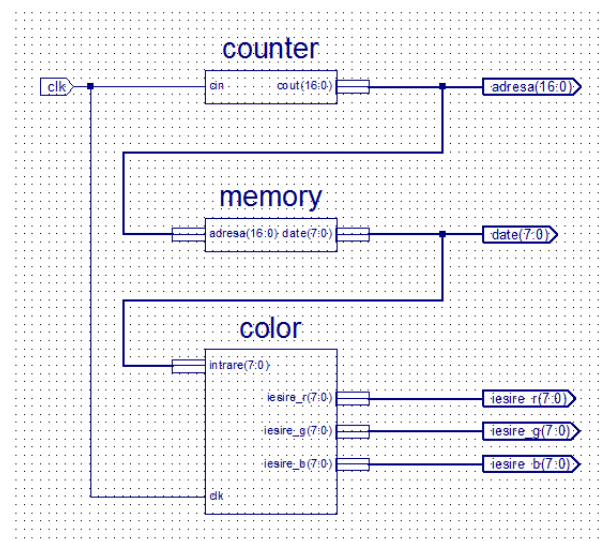 counter
clk
cin cout(16:0)
adresa(16:0)
memory
adresa(16:0) date(7:0)
date(7:0)
color
intrare(7:0)
iesire_r(7:0)
iesire_r(7:0)
iesire_g(7:0)
iesire_g(7:0)
iesire_b(7:0)
iesire_b(7:0)
clk